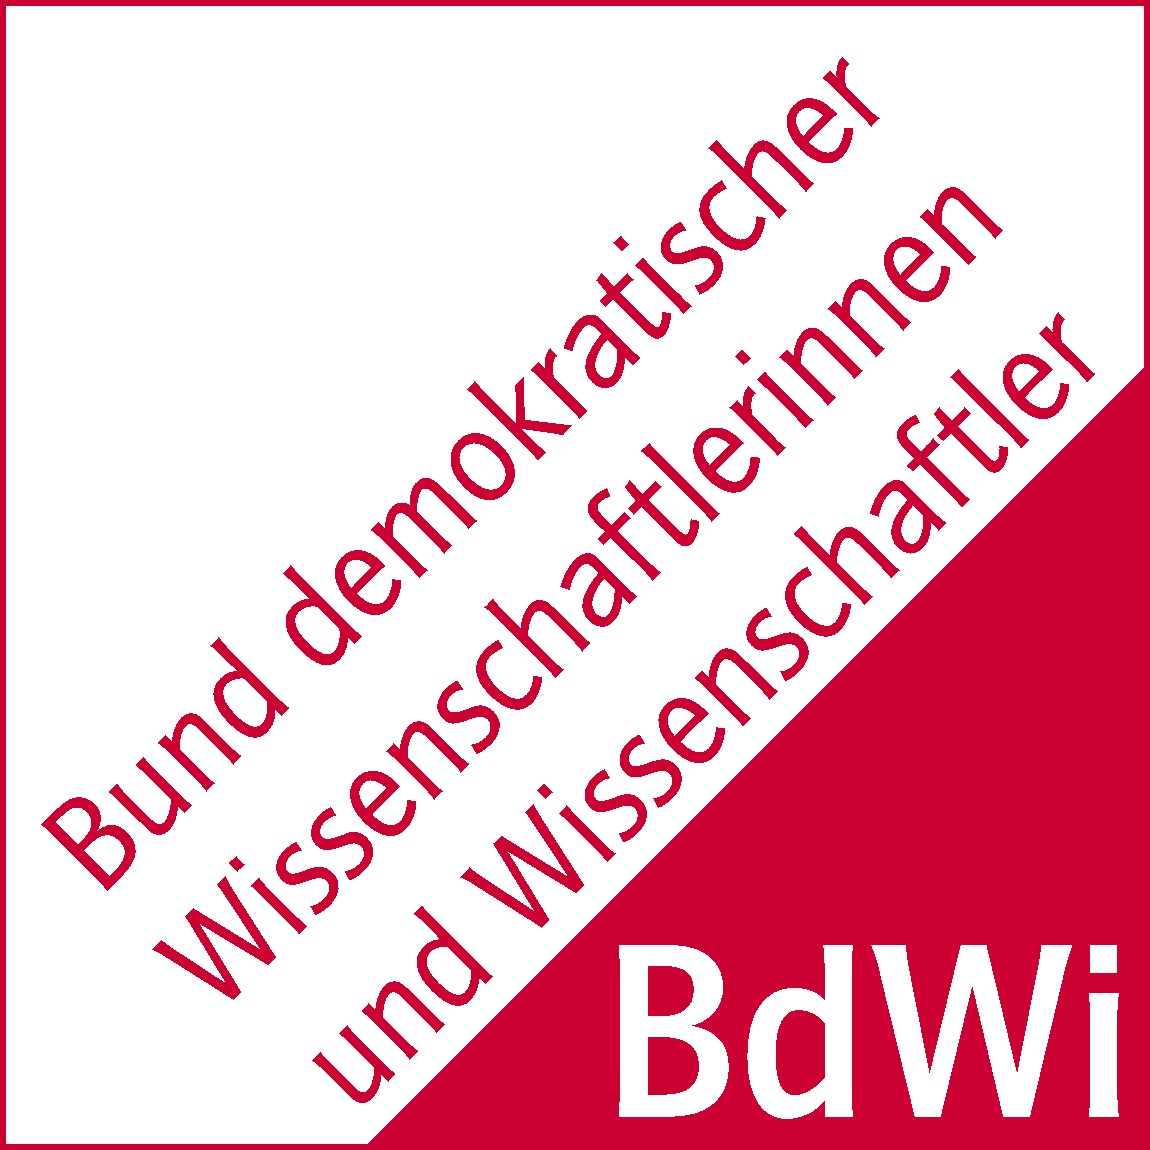 Bund demokratischer
Wissenschaftlerinnen
und Wissenschaftler
BdWi